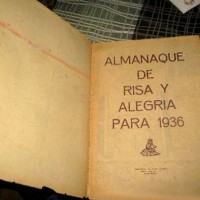 ALMANAQUE
DE
RISA Y
ALEGRIA
PARA 1936